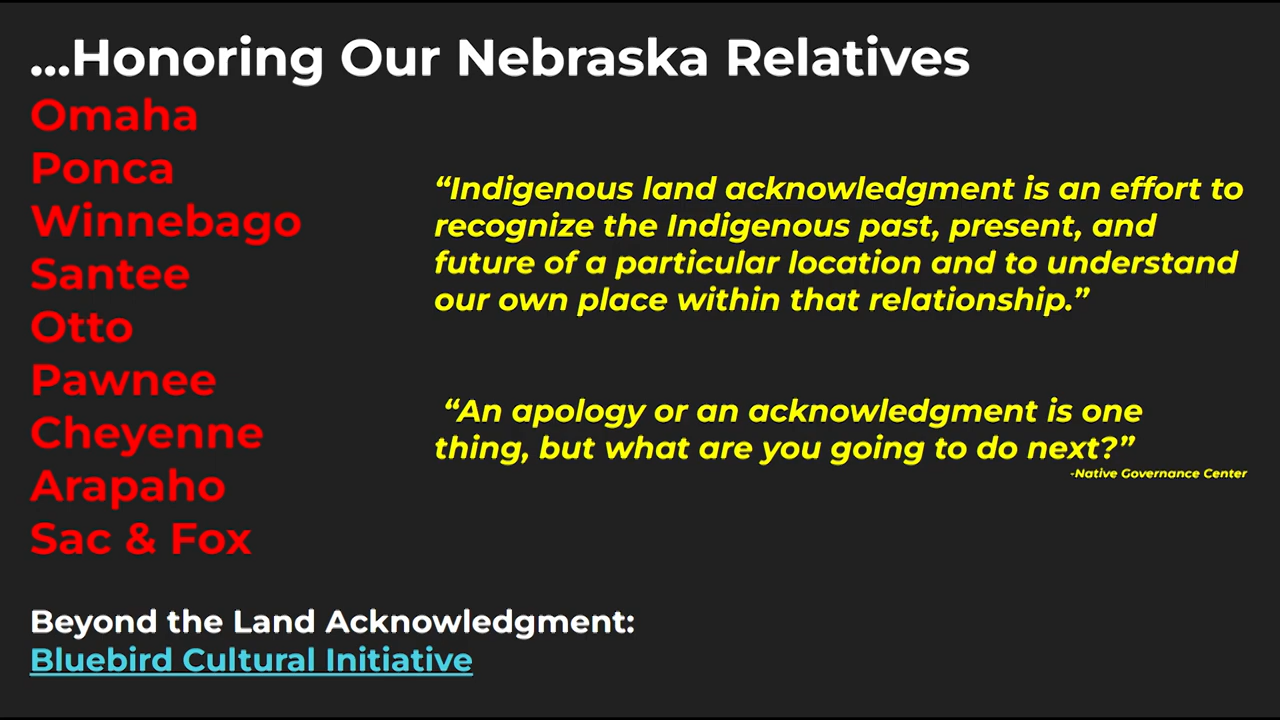 ...Honoring Our Nebraska Relatives
Omaha
Ponca
Winnebago
Santee
Otto
Pawnee
Cheyenne
Arapaho
Sac & Fox
“Indigenous land acknowledgment is an effort to
recognize the Indigenous past, present, and
future of a particular location and to understand
our own place within that relationship.”
“An apology or an acknowledgment is one
thing, but what are you going to do next?”
-Native Governance Center
Beyond the Land Acknowledgment:
Bluebird Cultural Initiative